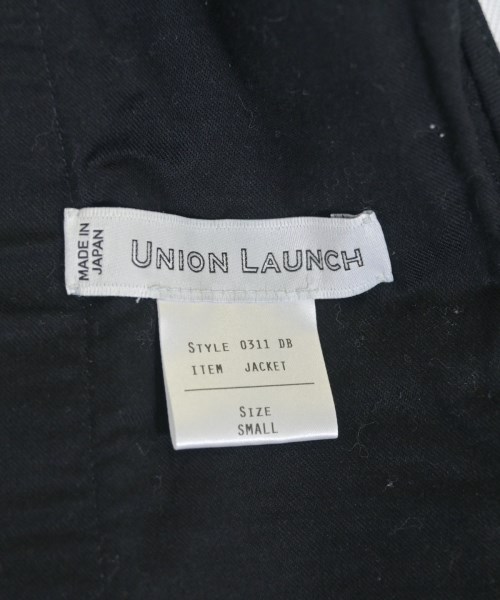 MADE IN
JAPAN
UNION LAUNCH
STYLE 0311 DB
ITEM JACKET
SIZE
SMALL